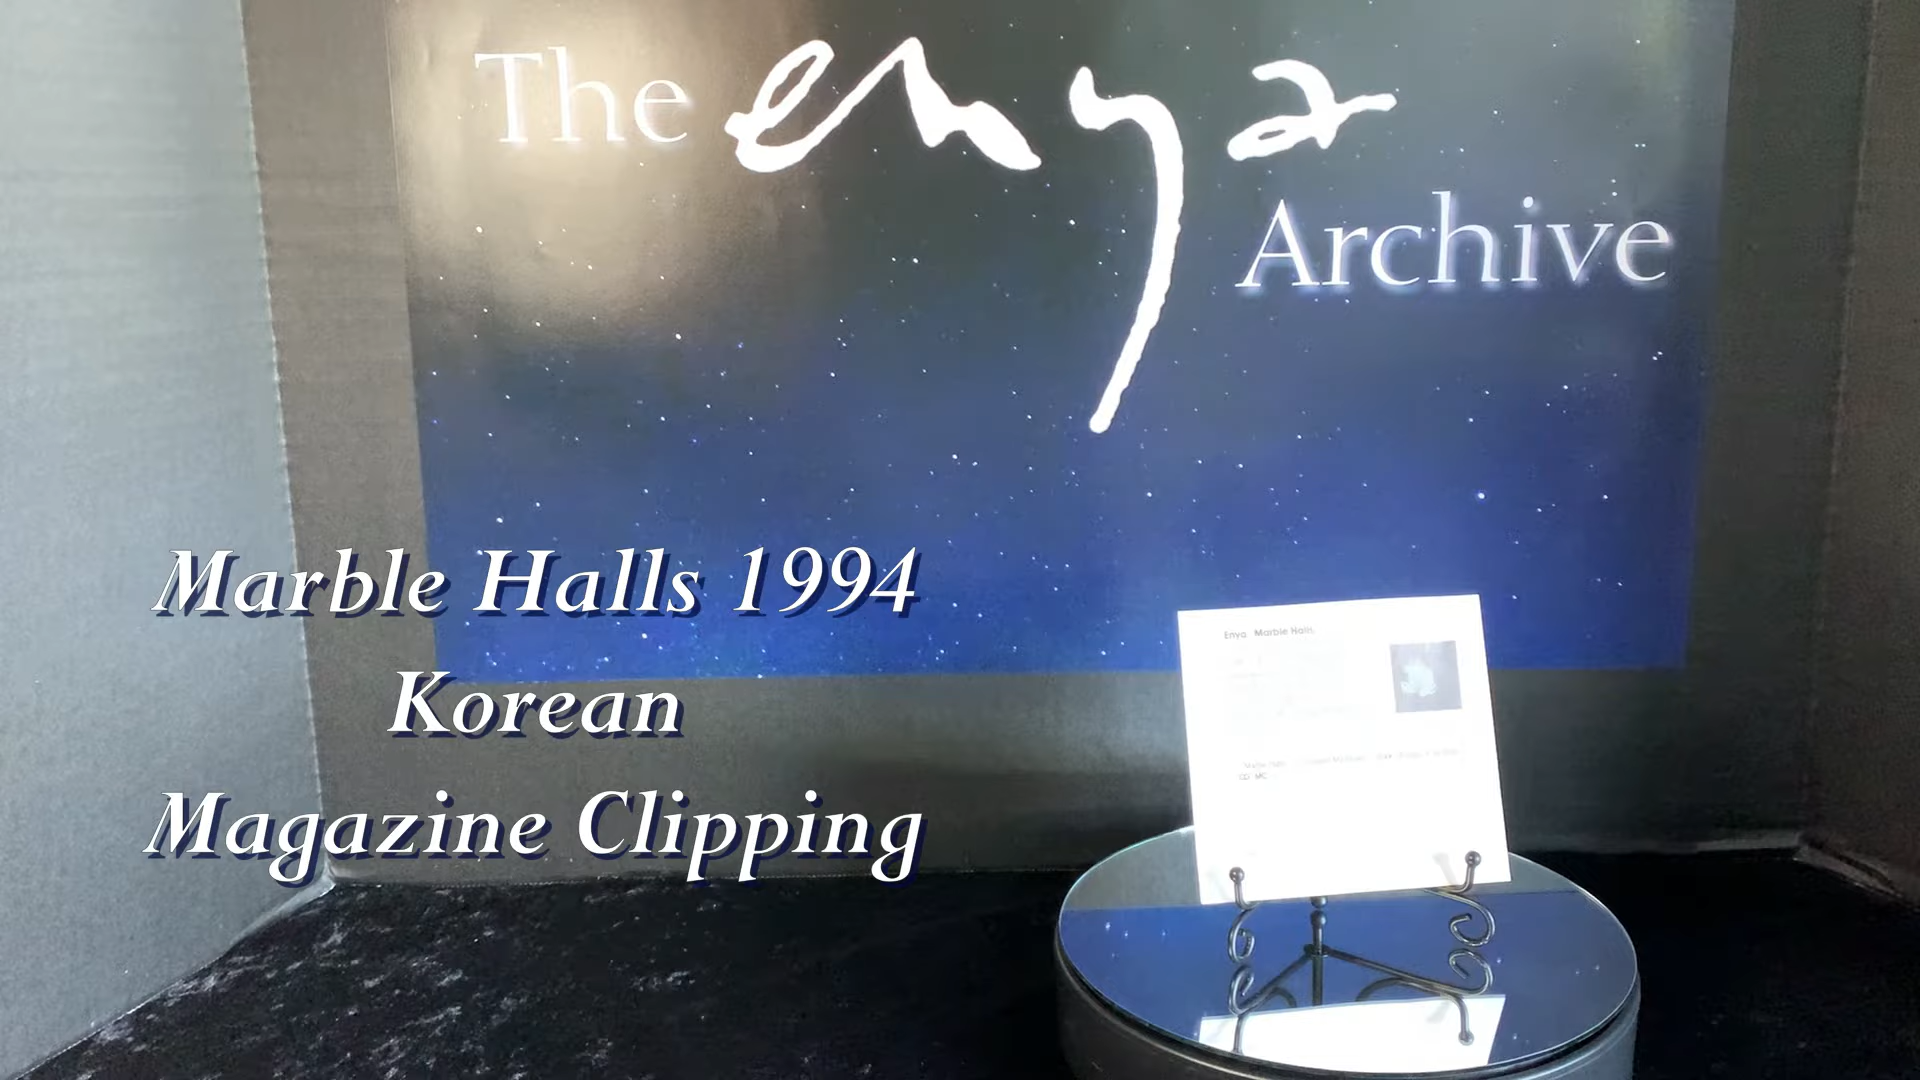 The enya
Archive
Marble Halls 1994
Korean
Magazine Clipping
Enya Marble Halls